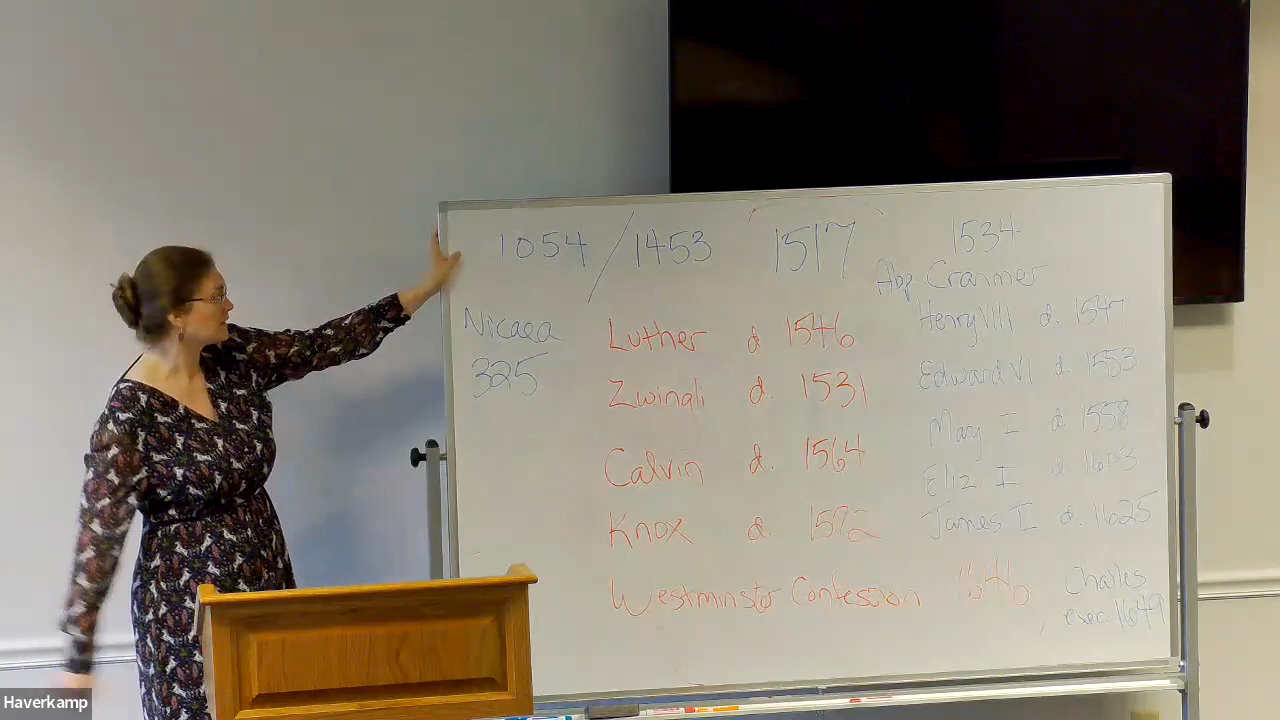 1054 / 1453 1517 1534
Abp. Cranmer
Nicaea
325
Luther d 1546
Zwingli d. 1531
Calvin d. 1564
Knox d. 1572
Westminster Confession 1646
Henry VIII d. 1547
Edward VI d. 1553
Mary I d 1558
Eliz I d 1603
James I d. 1625
Charles
exec. 1649
Haverkamp